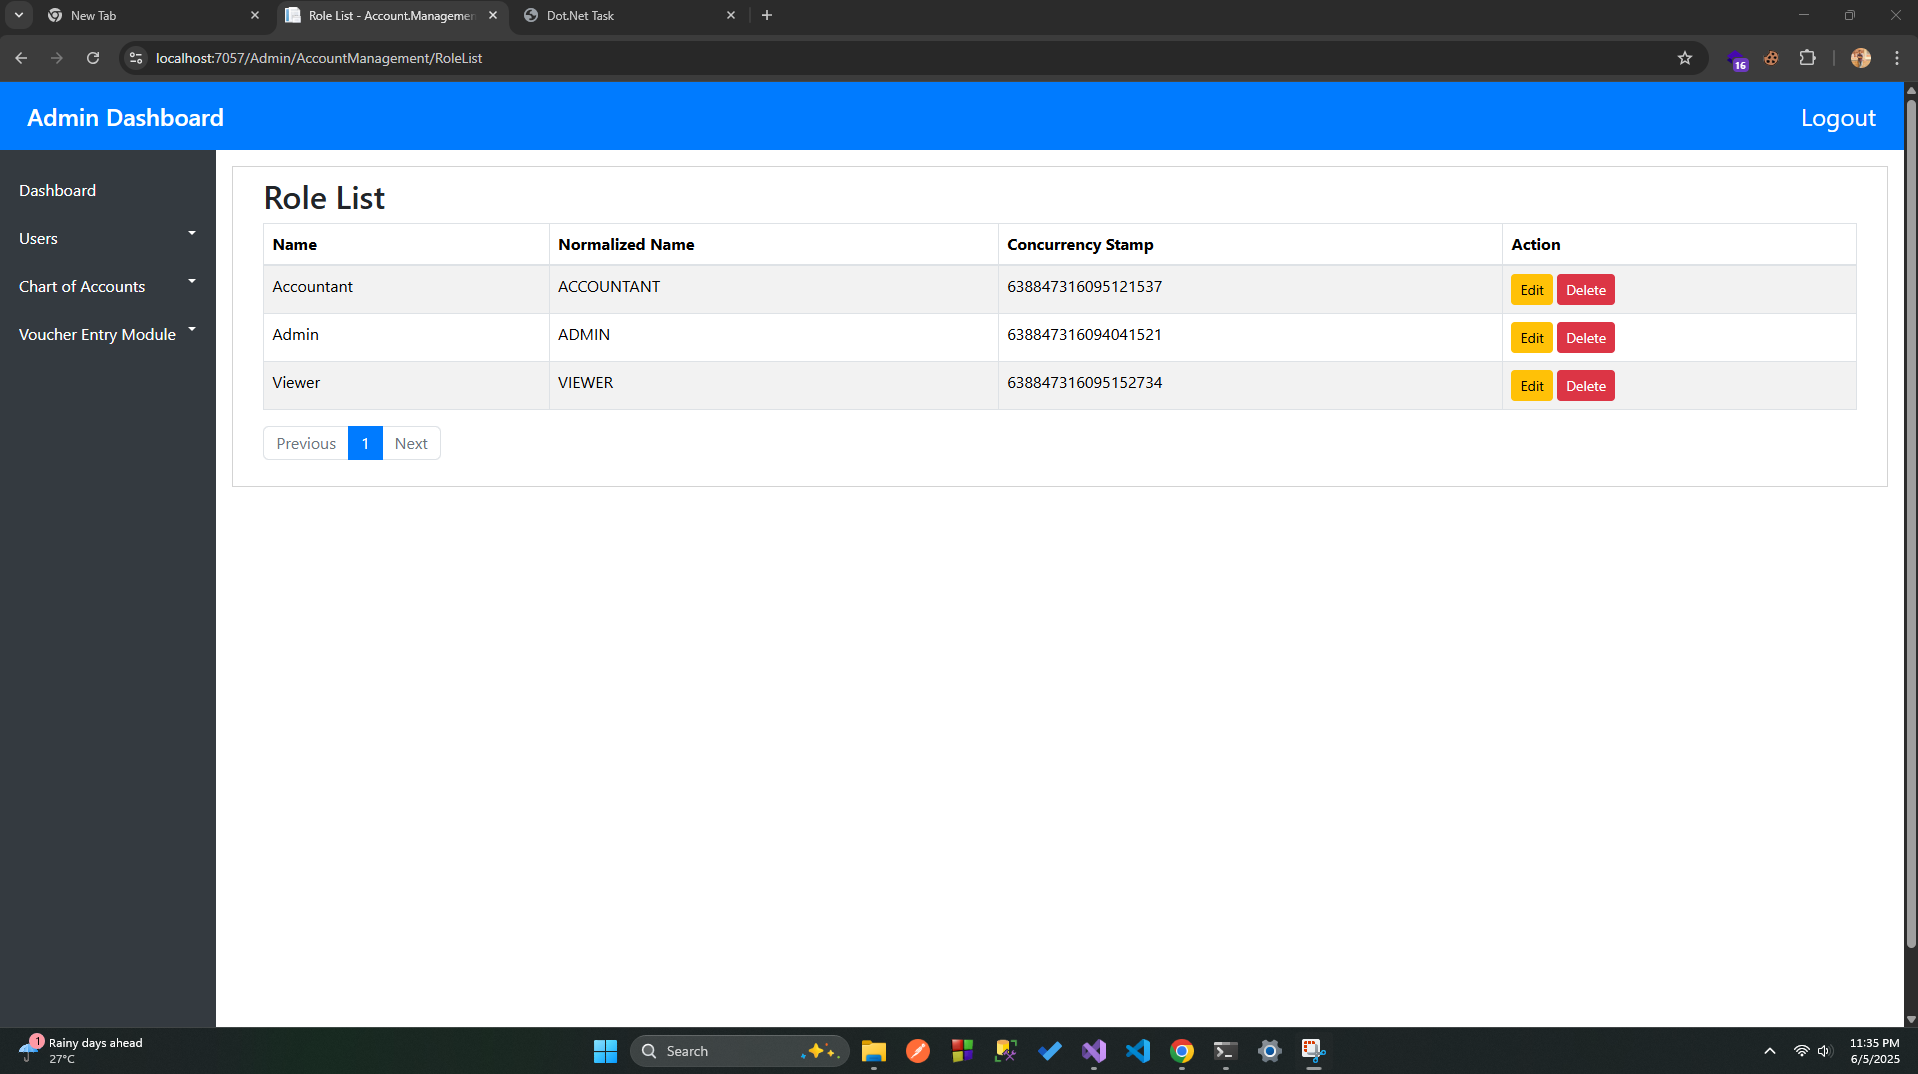 New Tab
Role List - Account.Managemen
Dot.Net Task
localhost:7057/Admin/AccountManagement/RoleList
16
Admin Dashboard
Logout
Dashboard
Users
Chart of Accounts
Voucher Entry Module
Role List
Name Normalized Name Concurrency Stamp Action
Accountant ACCOUNTANT 638847316095121537 Edit Delete
Admin ADMIN 638847316094041521 Edit Delete
Viewer VIEWER 638847316095152734 Edit Delete
Previous 1 Next
1
Rainy days ahead
27°C
Search
11:35 PM
6/5/2025